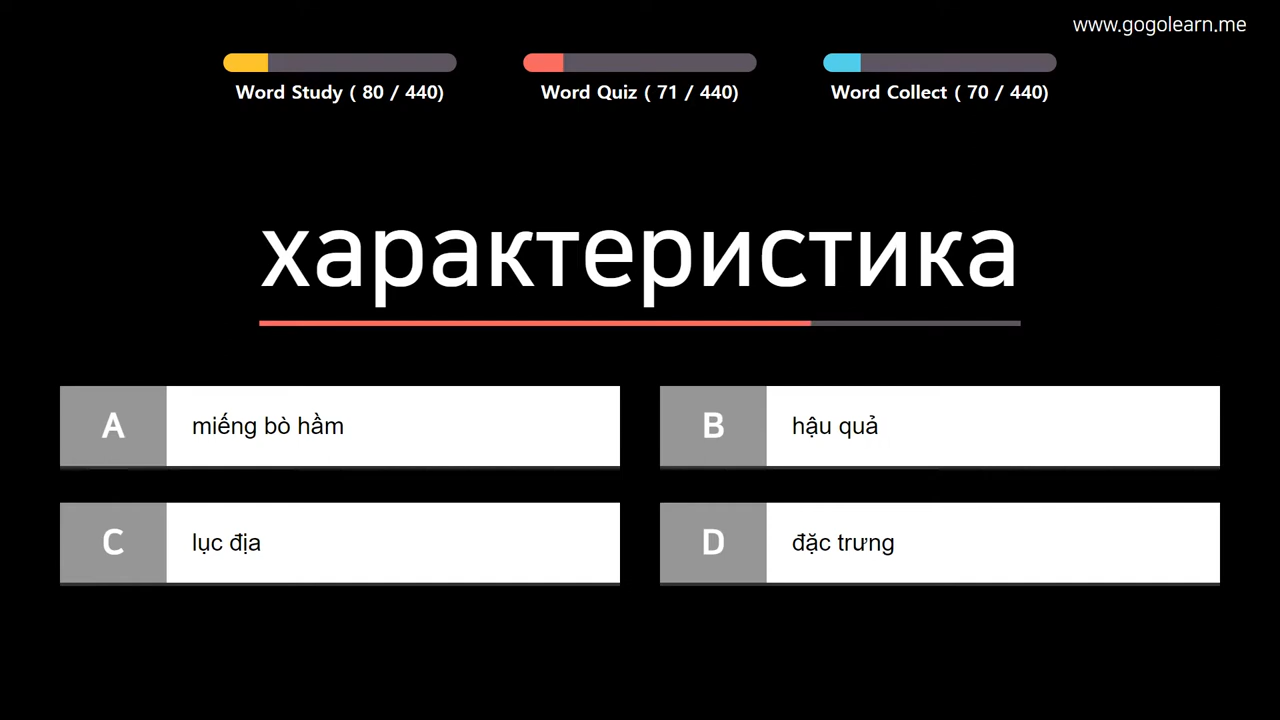 www.gogolearn.me
Word Study ( 80 / 440)
Word Quiz ( 71 / 440)
Word Collect ( 70 / 440)
характеристика
A miếng bò hầm
B hậu quả
C lục địa
D đặc trưng